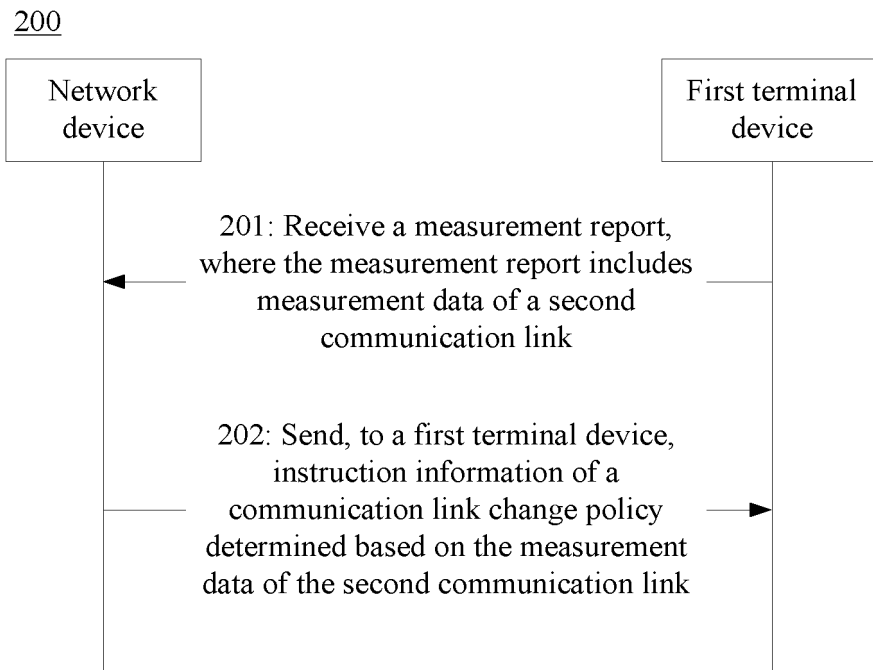 200
Network
device
First terminal
device
201: Receive a measurement report,
where the measurement report includes
measurement data of a second
communication link
202: Send, to a first terminal device,
instruction information of a
communication link change policy
determined based on the measurement
data of the second communication link